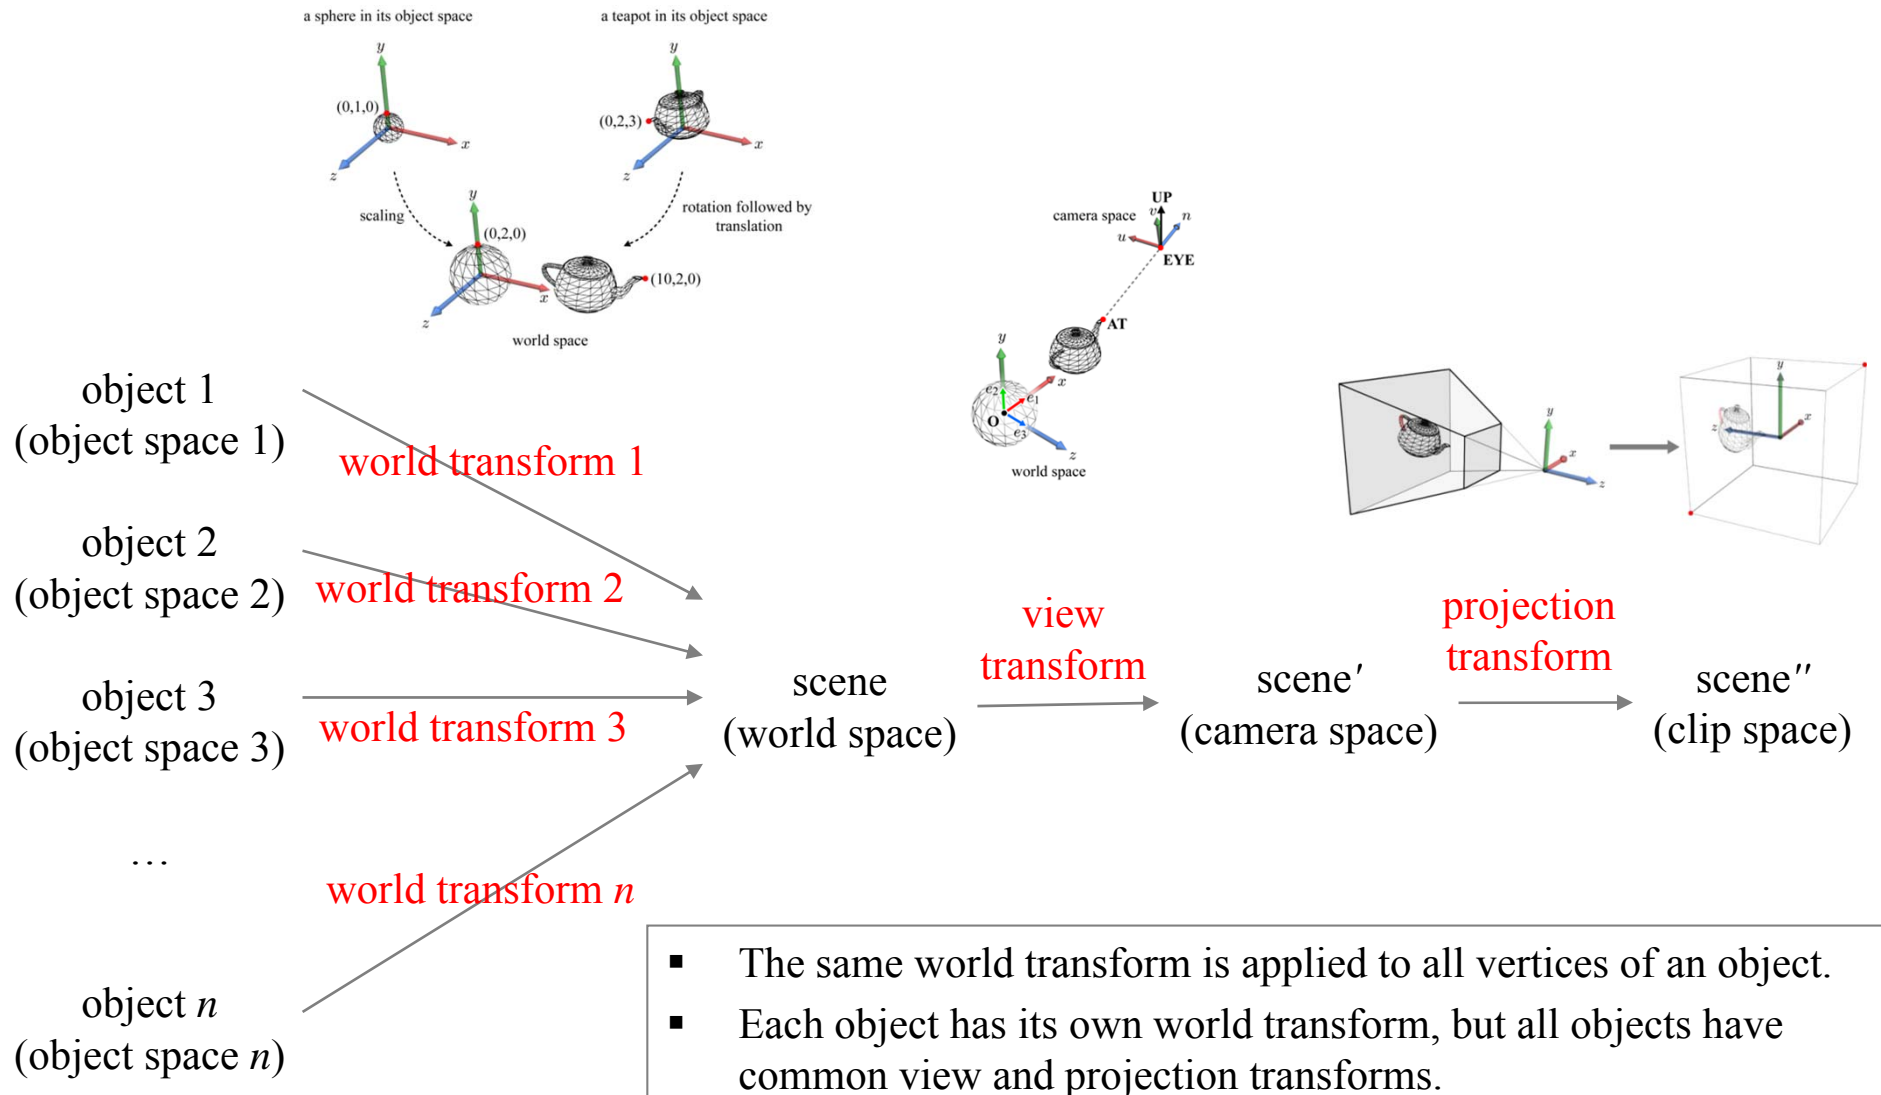 a sphere in its object space
a teapot in its object space
y
(0,1,0)
x
z
y
(0,2,3)
x
z
scaling
rotation followed by
translation
y
(0,2,0)
x
z
(10,2,0)
world space
camera space
UP
v
n
u
EYE
AT
y
x
e2
e1
O
e3
z
world space
y
x
z
y
x
z
object 1
(object space 1)
world transform 1
object 2
(object space 2)
world transform 2
object 3
(object space 3)
world transform 3
…
world transform n
object n
(object space n)
scene
(world space)
view
transform
scene′
(camera space)
projection
transform
scene″
(clip space)
▪ The same world transform is applied to all vertices of an object.
▪ Each object has its own world transform, but all objects have
common view and projection transforms.